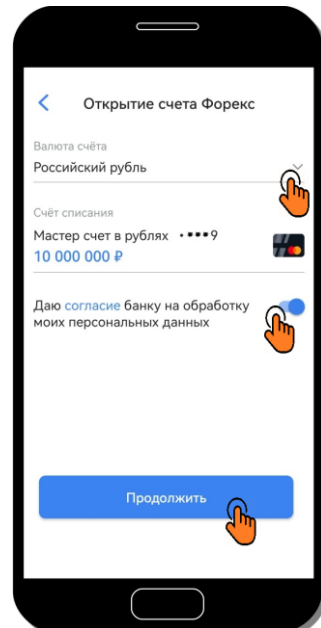 Открытие счета Форекс
Валюта счёта
Российский рубль
Счёт списания
Мастер счет в рублях • •••9
10 000 000 ₽
Даю согласие банку на обработку
моих персональных данных
Продолжить